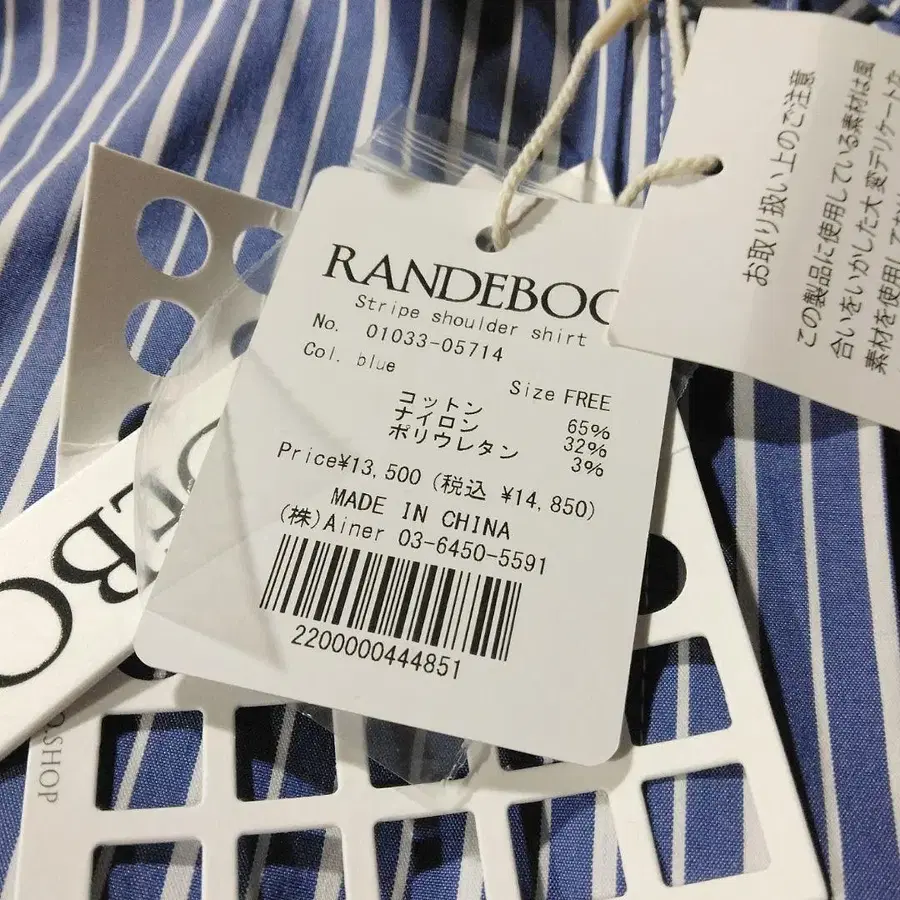 RANDEBOO
Stripe shoulder shirt
No. 01033-05714
Col. blue
Size FREE
コットン 65%
ナイロン 32%
ポリウレタン 3%
Price¥13,500 (税込 ¥14,850)
MADE IN CHINA
(株)Ainer 03-6450-5591
2200000444851
お取り扱い上のご注意
この製品に使用している素材は風
合いをいかした大変デリケートな
素材を使用して
DEBO
.SHOP